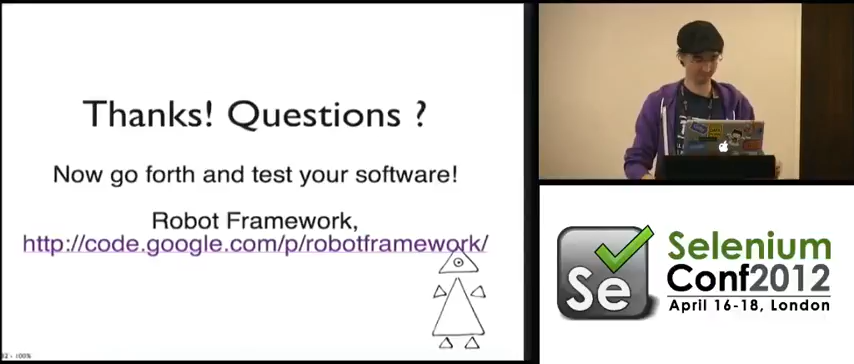 Thanks! Questions ?
Now go forth and test your software!
Robot Framework,
http://code.google.com/p/robotframework/
Se
Selenium
Conf2012
April 16-18, London